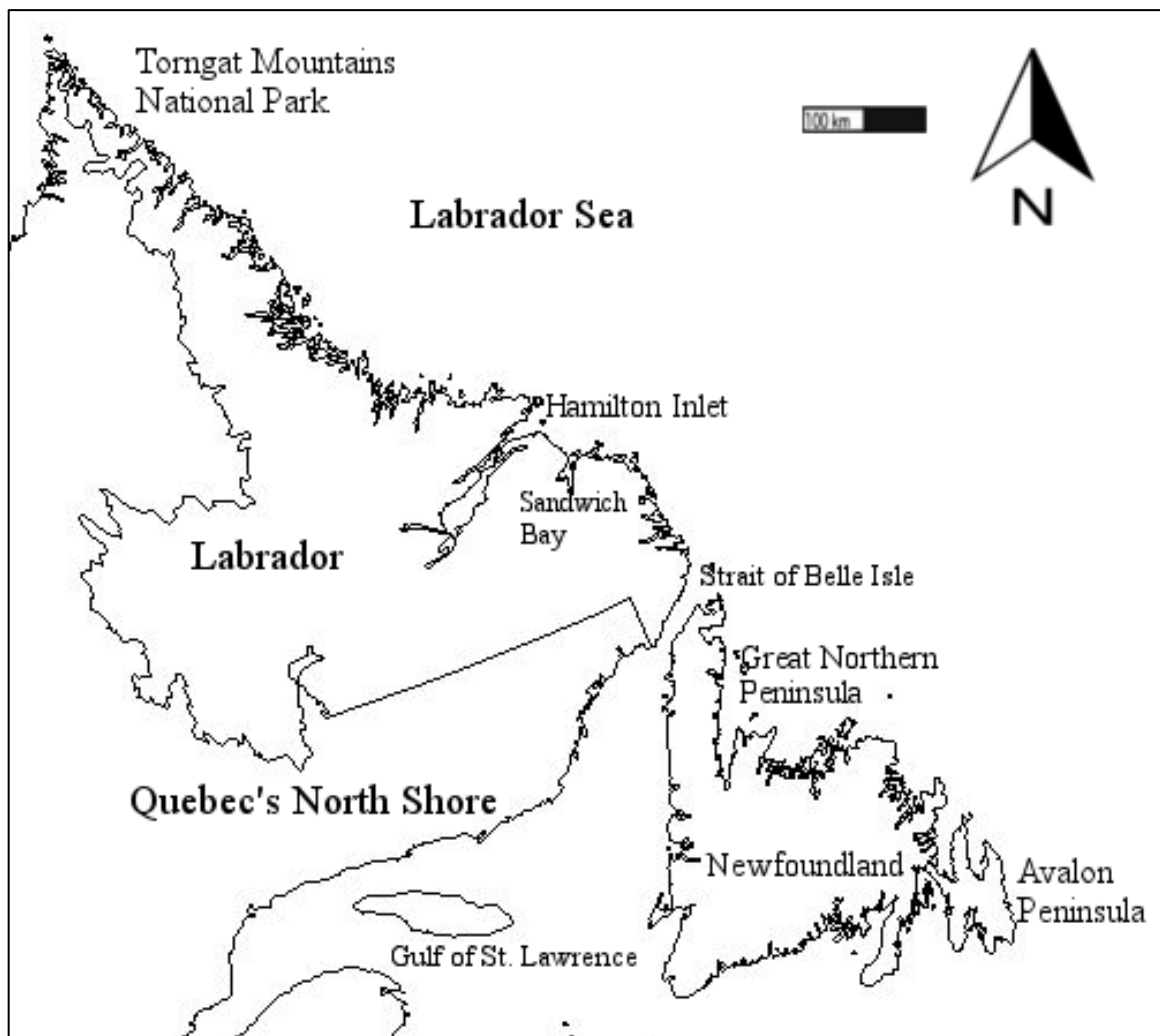 Torngat Mountains
National Park
100 km
N
Labrador Sea
Hamilton Inlet
Sandwich
Bay
Labrador
Strait of Belle Isle
Great Northern
Peninsula
Quebec's North Shore
Newfoundland
Avalon
Peninsula
Gulf of St. Lawrence